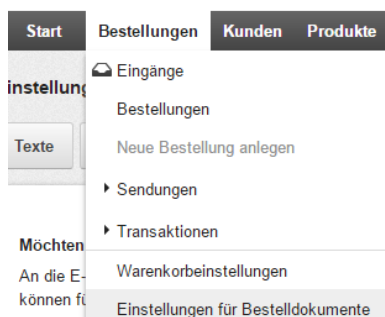 Start Bestellungen Kunden Produkte
Eingänge
instellung
Bestellungen
Texte
Neue Bestellung anlegen
Sendungen
Transaktionen
Möchten
Warenkorbeinstellungen
An die E-
können fü
Einstellungen für Bestelldokumente